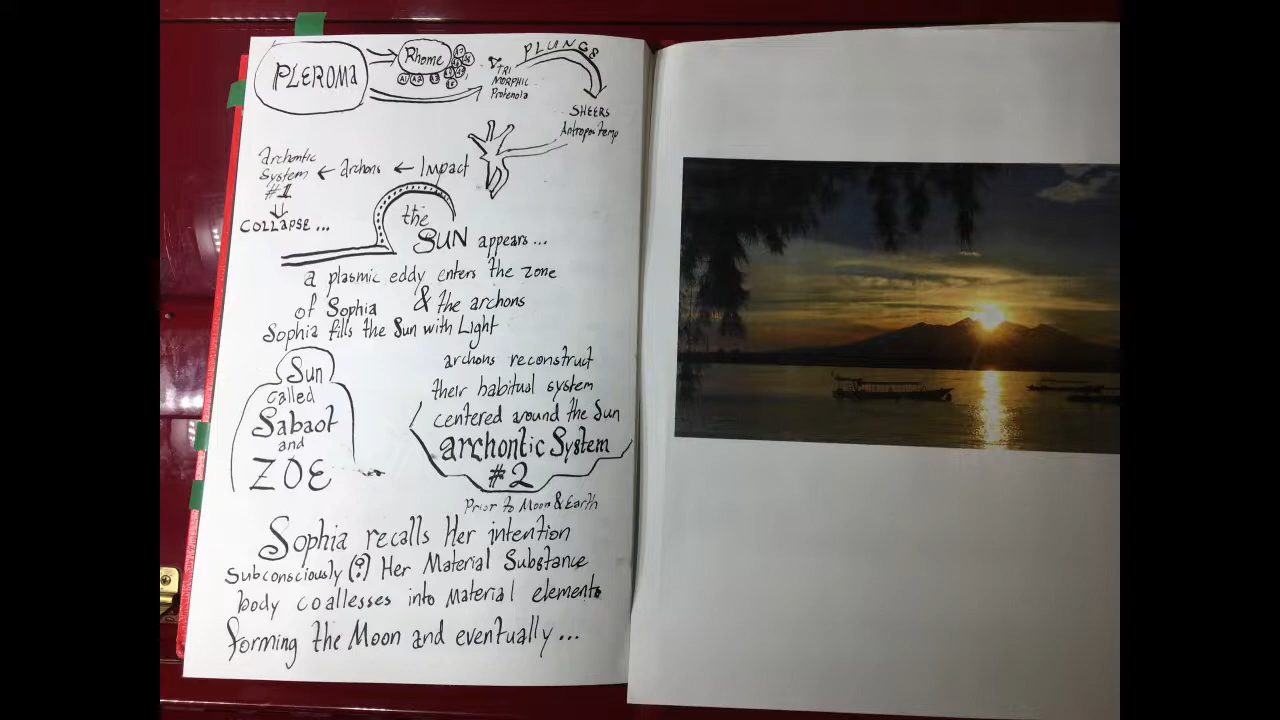 PLEROMA
Rhome
A1 A2
TRI
MORPHIC
Protenoia
PLUNGE
SHEERS
Antropos temp
Impact
archons
archontic
System
#1
COLLAPSE ...
the
SUN appears ...
a plasmic eddy enters the zone
of Sophia & the archons
Sophia fills the Sun with Light
Sun
called
Sabaot
and
ZOE
archons reconstruct
their habitual system
centered around the Sun
archontic System
#2
Prior to Moon & Earth
Sophia recalls Her intention
Subconsciously (?) Her Material Substance
body coallesses into Material elements
forming the Moon and eventually ...